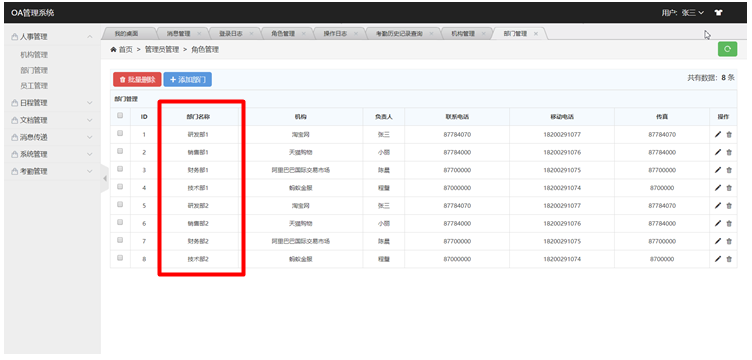 OA管理系统
用户: 张三
人事管理
机构管理
部门管理
员工管理
日程管理
文档管理
消息传递
系统管理
考勤管理
我的桌面 消息管理 登录日志 角色管理 操作日志 考勤历史记录查询 机构管理 部门管理
首页 > 管理员管理 > 角色管理
批量删除 添加部门 共有数据: 8 条
部门管理
ID 部门名称 机构 负责人 联系电话 移动电话 传真 操作
1 研发部1 淘宝网 张三 87784070 18200291077 87784070
2 销售部1 天猫购物 小丽 87784000 18200291076 87784000
3 财务部1 阿里巴巴国际交易市场 陈晨 87700000 18200291075 87700000
4 技术部1 蚂蚁金服 87000000 18200291074 8700000
5 研发部2 淘宝网 张三 87784070 18200291077 87784070
6 销售部2 天猫购物 小丽 87784000 18200291076 87784000
7 财务部2 阿里巴巴国际交易市场 陈晨 87700000 18200291075 87700000
8 技术部2 蚂蚁金服 87000000 18200291074 8700000